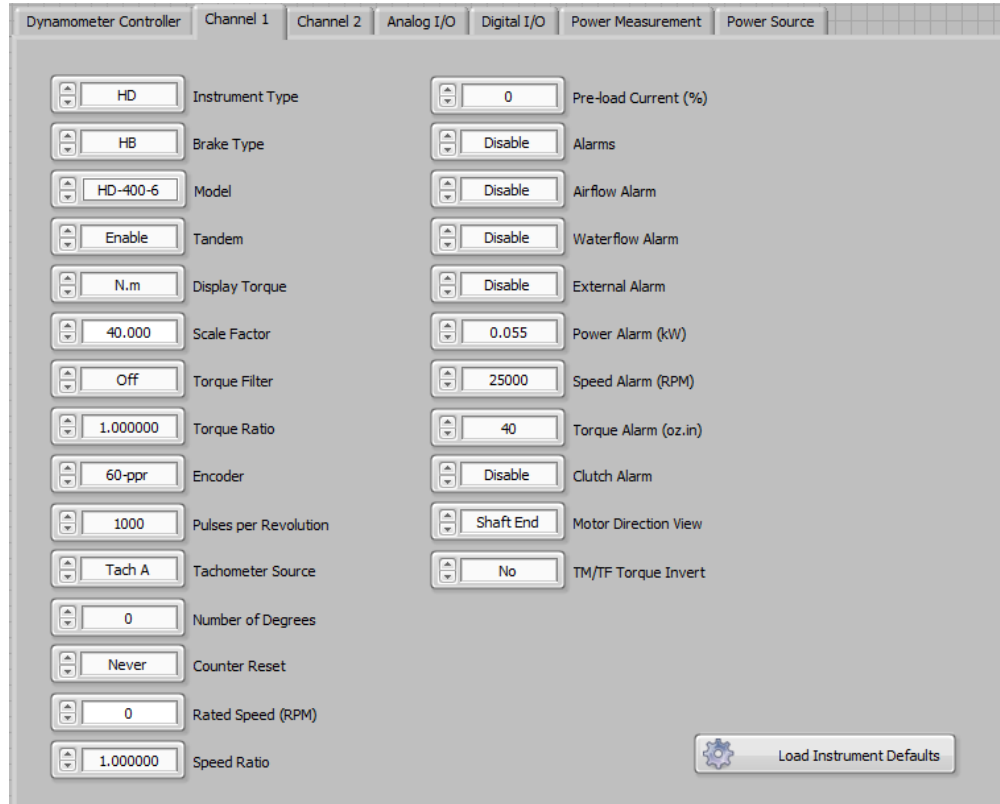 Dynamometer Controller Channel 1 Channel 2 Analog I/O Digital I/O Power Measurement Power Source
HD Instrument Type
HB Brake Type
HD-400-6 Model
Enable Tandem
N.m Display Torque
40.000 Scale Factor
Off Torque Filter
1.000000 Torque Ratio
60-ppr Encoder
1000 Pulses per Revolution
Tach A Tachometer Source
0 Number of Degrees
Never Counter Reset
0 Rated Speed (RPM)
1.000000 Speed Ratio
0 Pre-load Current (%)
Disable Alarms
Disable Airflow Alarm
Disable Waterflow Alarm
Disable External Alarm
0.055 Power Alarm (kW)
25000 Speed Alarm (RPM)
40 Torque Alarm (oz.in)
Disable Clutch Alarm
Shaft End Motor Direction View
No TM/TF Torque Invert
Load Instrument Defaults